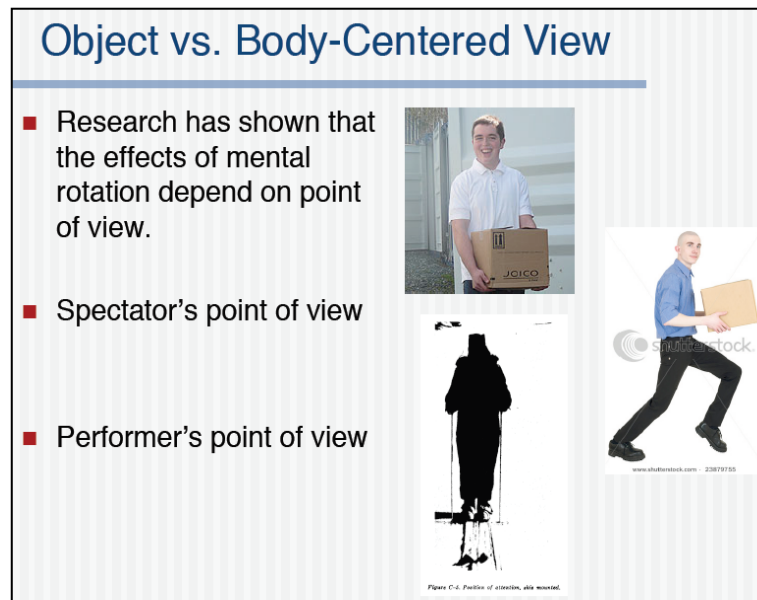 Object vs. Body-Centered View
Research has shown that
the effects of mental
rotation depend on point
of view.
Spectator's point of view
Performer's point of view
JOICO
shutterstock.
www.shutterstock.com · 23879755
Figure C-5. Position of attention, skis mounted.